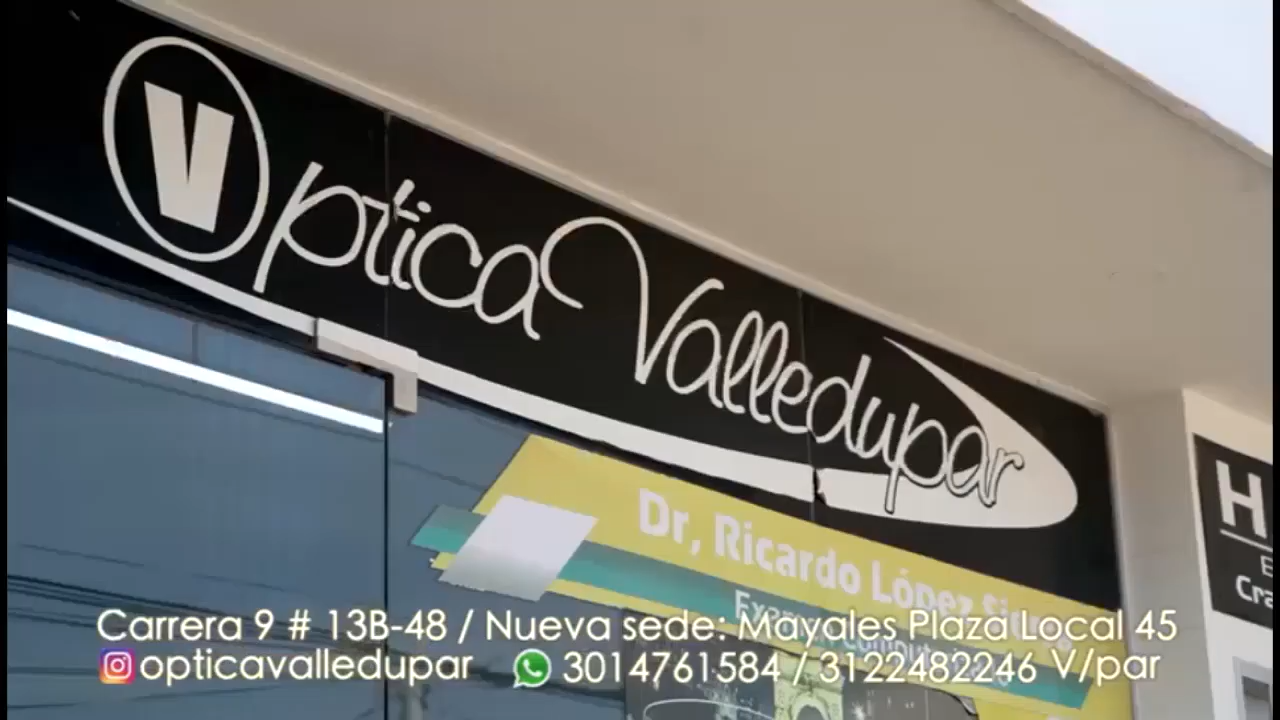 V
Optica Valledupar
Dr, Ricardo López
Carrera 9 # 13B-48 / Nueva sede: Mayales Plaza Local 45
opticavalledupar 3014761584 / 3122482246 V/par